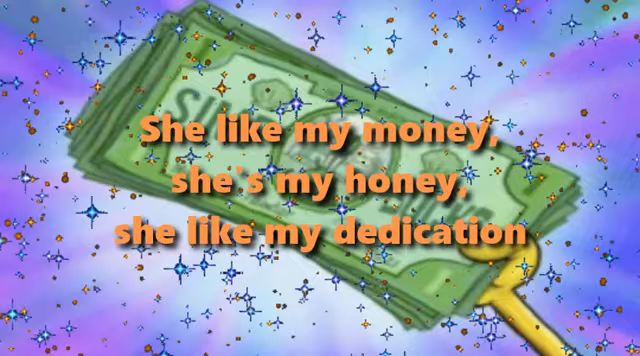 She like my money,
she's my honey,
she like my dedication